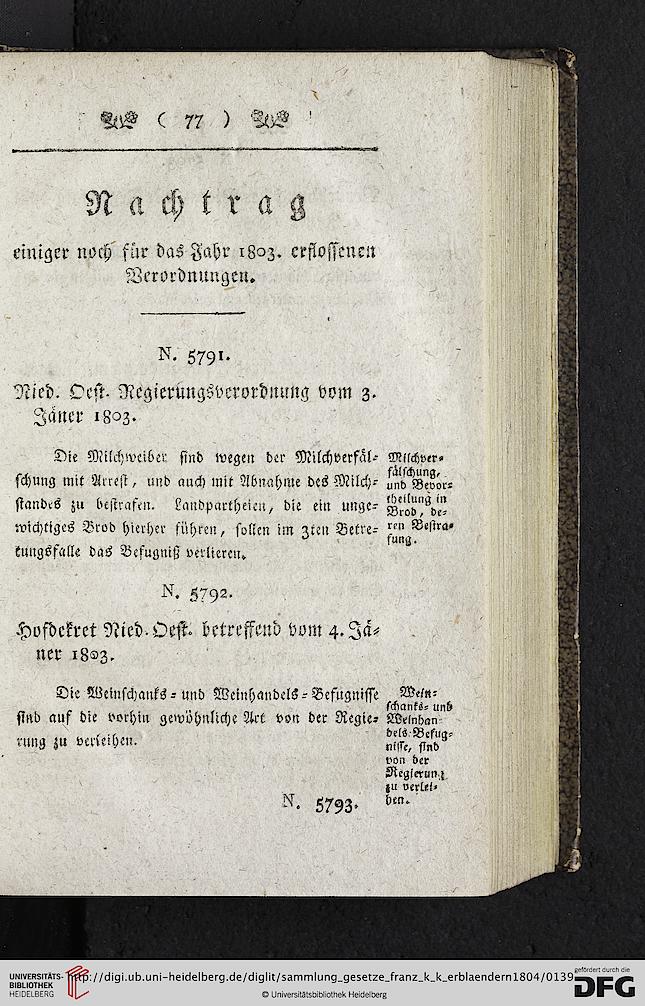 ( 77 )
Nachtrag
einiger noch für das Jahr 1803. erflossenen
Verordnungen.
N. 5791.
Nied. Oest. Regierungsverordnung vom 3.
Jäner 1803.
Die Milchweiber sind wegen der Milchverfäl-
schung mit Arrest, und auch mit Abnahme des Milch-
standes zu bestrafen. Landpartheien, die ein unge-
wichtiges Brod hierher führen, sollen im 3ten Betre-
tungsfalle das Befugniß verlieren.
Milchver-
fälschung,
und Bevor-
theilung in
Brod, de-
ren Bestra-
fung.
N. 5792.
Hofdekret Nied. Oest. betreffend vom 4. Jä-
ner 1803.
Die Weinschanks- und Weinhandels-Befugnisse
sind auf die vorhin gewöhnliche Art von der Regie-
rung zu verleihen.
Wein-
schanks- und
Weinhan-
dels-Befug-
nisse, sind
von der
Regierung
zu verlei-
hen.
N. 5793.
UNIVERSITÄTS-
BIBLIOTHEK
HEIDELBERG
http://digi.ub.uni-heidelberg.de/diglit/sammlung_gesetze_franz_k_k_erblaendern1804/0139
© Universitätsbibliothek Heidelberg
gefördert durch die
DFG